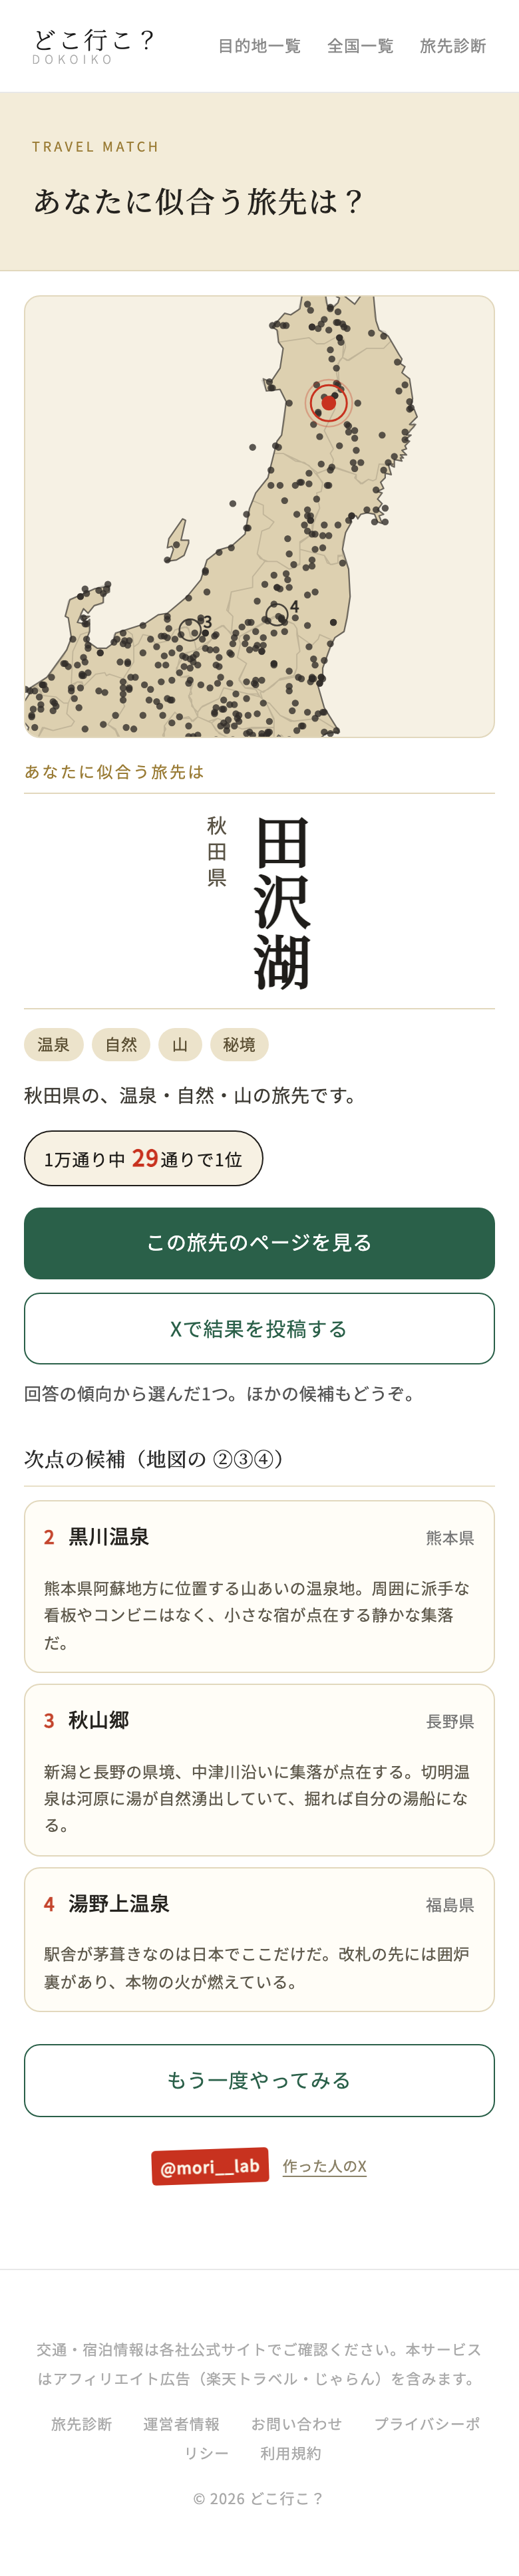 どこ行こ？
DOKOIKO
目的地一覧 全国一覧 旅先診断
TRAVEL MATCH
あなたに似合う旅先は？
3
4
あなたに似合う旅先は
田沢湖
秋田県
温泉 自然 山 秘境
秋田県の、温泉・自然・山の旅先です。
1万通り中 29通りで1位
この旅先のページを見る
Xで結果を投稿する
回答の傾向から選んだ1つ。ほかの候補もどうぞ。
次点の候補（地図の ②③④）
2 黒川温泉 熊本県
熊本県阿蘇地方に位置する山あいの温泉地。周囲に派手な
看板やコンビニはなく、小さな宿が点在する静かな集落
だ。
3 秋山郷 長野県
新潟と長野の県境、中津川沿いに集落が点在する。切明温
泉は河原に湯が自然湧出していて、掘れば自分の湯船にな
る。
4 湯野上温泉 福島県
駅舎が茅葺きなのは日本でここだけだ。改札の先には囲炉
裏があり、本物の火が燃えている。
もう一度やってみる
@mori__lab 作った人のX
交通・宿泊情報は各社公式サイトでご確認ください。本サービス
はアフィリエイト広告（楽天トラベル・じゃらん）を含みます。
旅先診断 運営者情報 お問い合わせ プライバシーポ
リシー 利用規約
© 2026 どこ行こ？